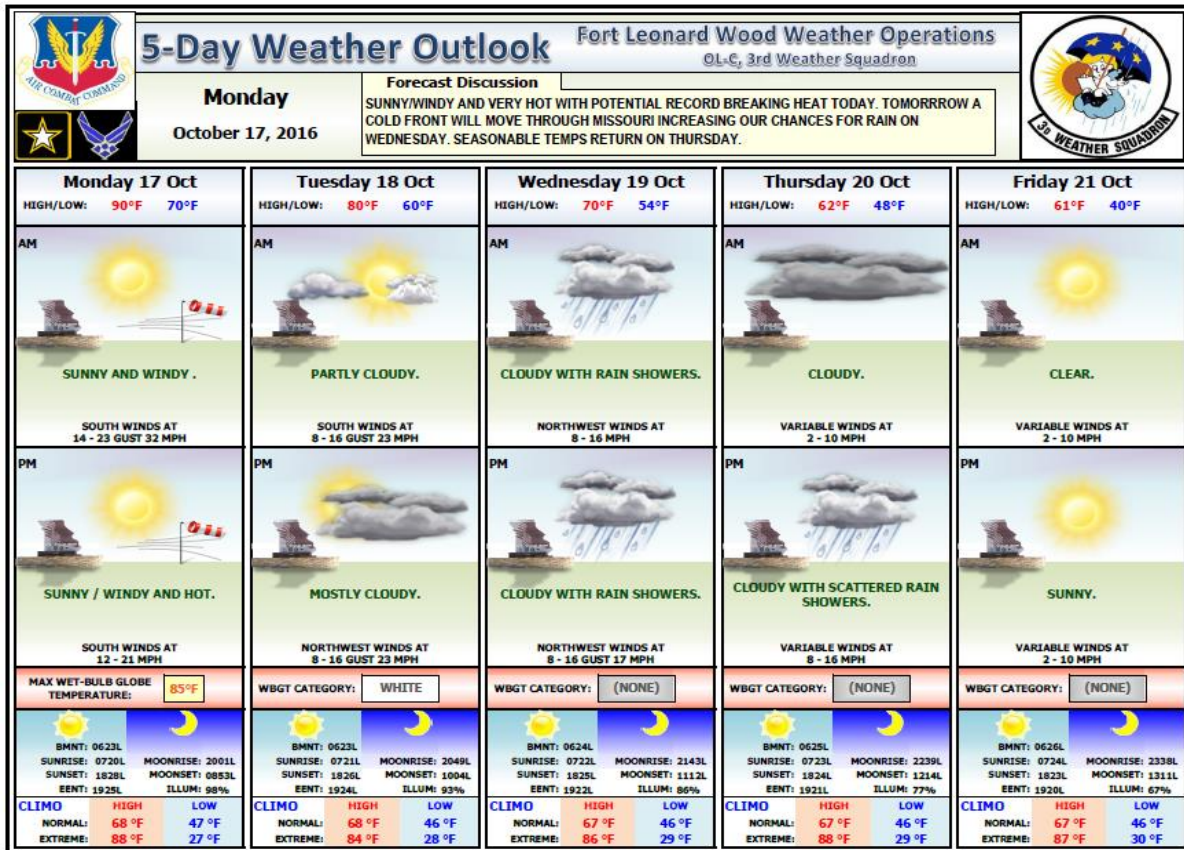 5-Day Weather Outlook
Fort Leonard Wood Weather Operations
OL-C, 3rd Weather Squadron
AIR COMBAT COMMAND
Monday
October 17, 2016
Forecast Discussion
SUNNY/WINDY AND VERY HOT WITH POTENTIAL RECORD BREAKING HEAT TODAY. TOMORRROW A
COLD FRONT WILL MOVE THROUGH MISSOURI INCREASING OUR CHANCES FOR RAIN ON
WEDNESDAY. SEASONABLE TEMPS RETURN ON THURSDAY.
3D WEATHER SQUADRON
Monday 17 Oct
HIGH/LOW: 90°F 70°F
AM
SUNNY AND WINDY .
SOUTH WINDS AT
14 - 23 GUST 32 MPH
PM
SUNNY / WINDY AND HOT.
SOUTH WINDS AT
12 - 21 MPH
MAX WET-BULB GLOBE
TEMPERATURE: 85°F
BMNT: 0623L
SUNRISE: 0720L MOONRISE: 2001L
SUNSET: 1828L MOONSET: 0853L
EENT: 1925L ILLUM: 98%
CLIMO HIGH LOW
NORMAL: 68 °F 47 °F
EXTREME: 88 °F 27 °F
Tuesday 18 Oct
HIGH/LOW: 80°F 60°F
AM
PARTLY CLOUDY.
SOUTH WINDS AT
8 - 16 GUST 23 MPH
PM
MOSTLY CLOUDY.
NORTHWEST WINDS AT
8 - 16 GUST 23 MPH
WBGT CATEGORY: WHITE
BMNT: 0623L
SUNRISE: 0721L MOONRISE: 2049L
SUNSET: 1826L MOONSET: 1004L
EENT: 1924L ILLUM: 93%
CLIMO HIGH LOW
NORMAL: 68 °F 46 °F
EXTREME: 84 °F 28 °F
Wednesday 19 Oct
HIGH/LOW: 70°F 54°F
AM
CLOUDY WITH RAIN SHOWERS.
NORTHWEST WINDS AT
8 - 16 MPH
PM
CLOUDY WITH RAIN SHOWERS.
NORTHWEST WINDS AT
8 - 16 GUST 17 MPH
WBGT CATEGORY: (NONE)
BMNT: 0624L
SUNRISE: 0722L MOONRISE: 2143L
SUNSET: 1825L MOONSET: 1112L
EENT: 1922L ILLUM: 86%
CLIMO HIGH LOW
NORMAL: 67 °F 46 °F
EXTREME: 86 °F 29 °F
Thursday 20 Oct
HIGH/LOW: 62°F 48°F
AM
CLOUDY.
VARIABLE WINDS AT
2 - 10 MPH
PM
CLOUDY WITH SCATTERED RAIN
SHOWERS.
VARIABLE WINDS AT
8 - 16 MPH
WBGT CATEGORY: (NONE)
BMNT: 0625L
SUNRISE: 0723L MOONRISE: 2239L
SUNSET: 1824L MOONSET: 1214L
EENT: 1921L ILLUM: 77%
CLIMO HIGH LOW
NORMAL: 67 °F 46 °F
EXTREME: 88 °F 29 °F
Friday 21 Oct
HIGH/LOW: 61°F 40°F
AM
CLEAR.
VARIABLE WINDS AT
2 - 10 MPH
PM
SUNNY.
VARIABLE WINDS AT
2 - 10 MPH
WBGT CATEGORY: (NONE)
BMNT: 0626L
SUNRISE: 0724L MOONRISE: 2338L
SUNSET: 1823L MOONSET: 1311L
EENT: 1920L ILLUM: 67%
CLIMO HIGH LOW
NORMAL: 67 °F 46 °F
EXTREME: 87 °F 30 °F